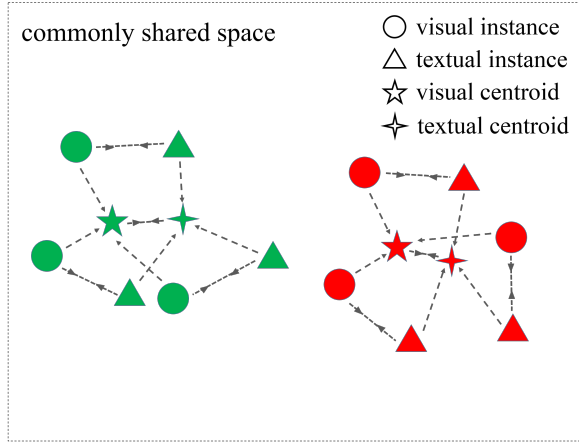 commonly shared space
visual instance
textual instance
visual centroid
textual centroid